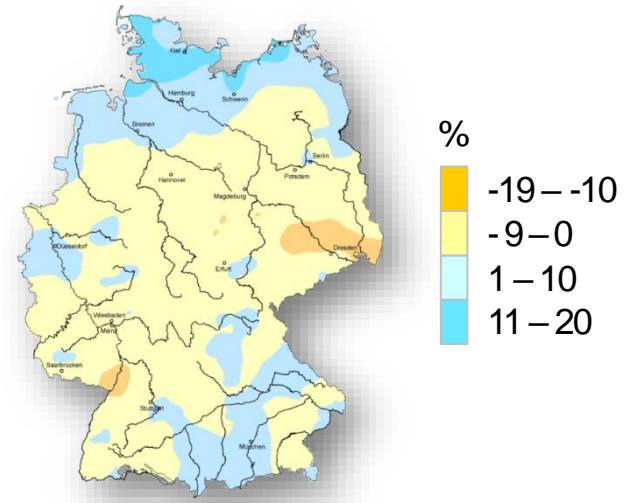 Kiel
Hamburg
Schwerin
Bremen
Berlin
Potsdam
Hannover
Magdeburg
Düsseldorf
Dresden
Erfurt
Wiesbaden
Mainz
Saarbrücken
Stuttgart
München
%
-19 – -10
-9–0
1–10
11–20